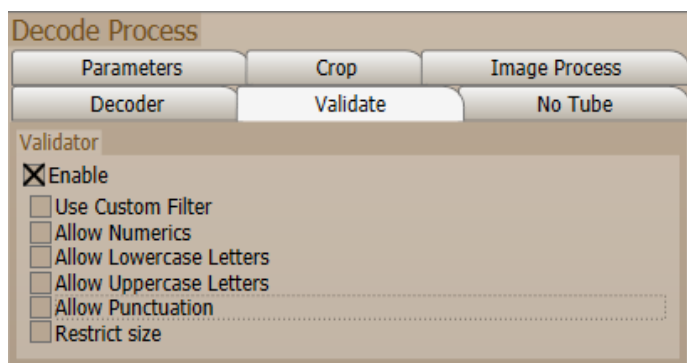 Decode Process
Parameters Crop Image Process
Decoder Validate No Tube
Validator
Enable
Use Custom Filter
Allow Numerics
Allow Lowercase Letters
Allow Uppercase Letters
Allow Punctuation
Restrict size